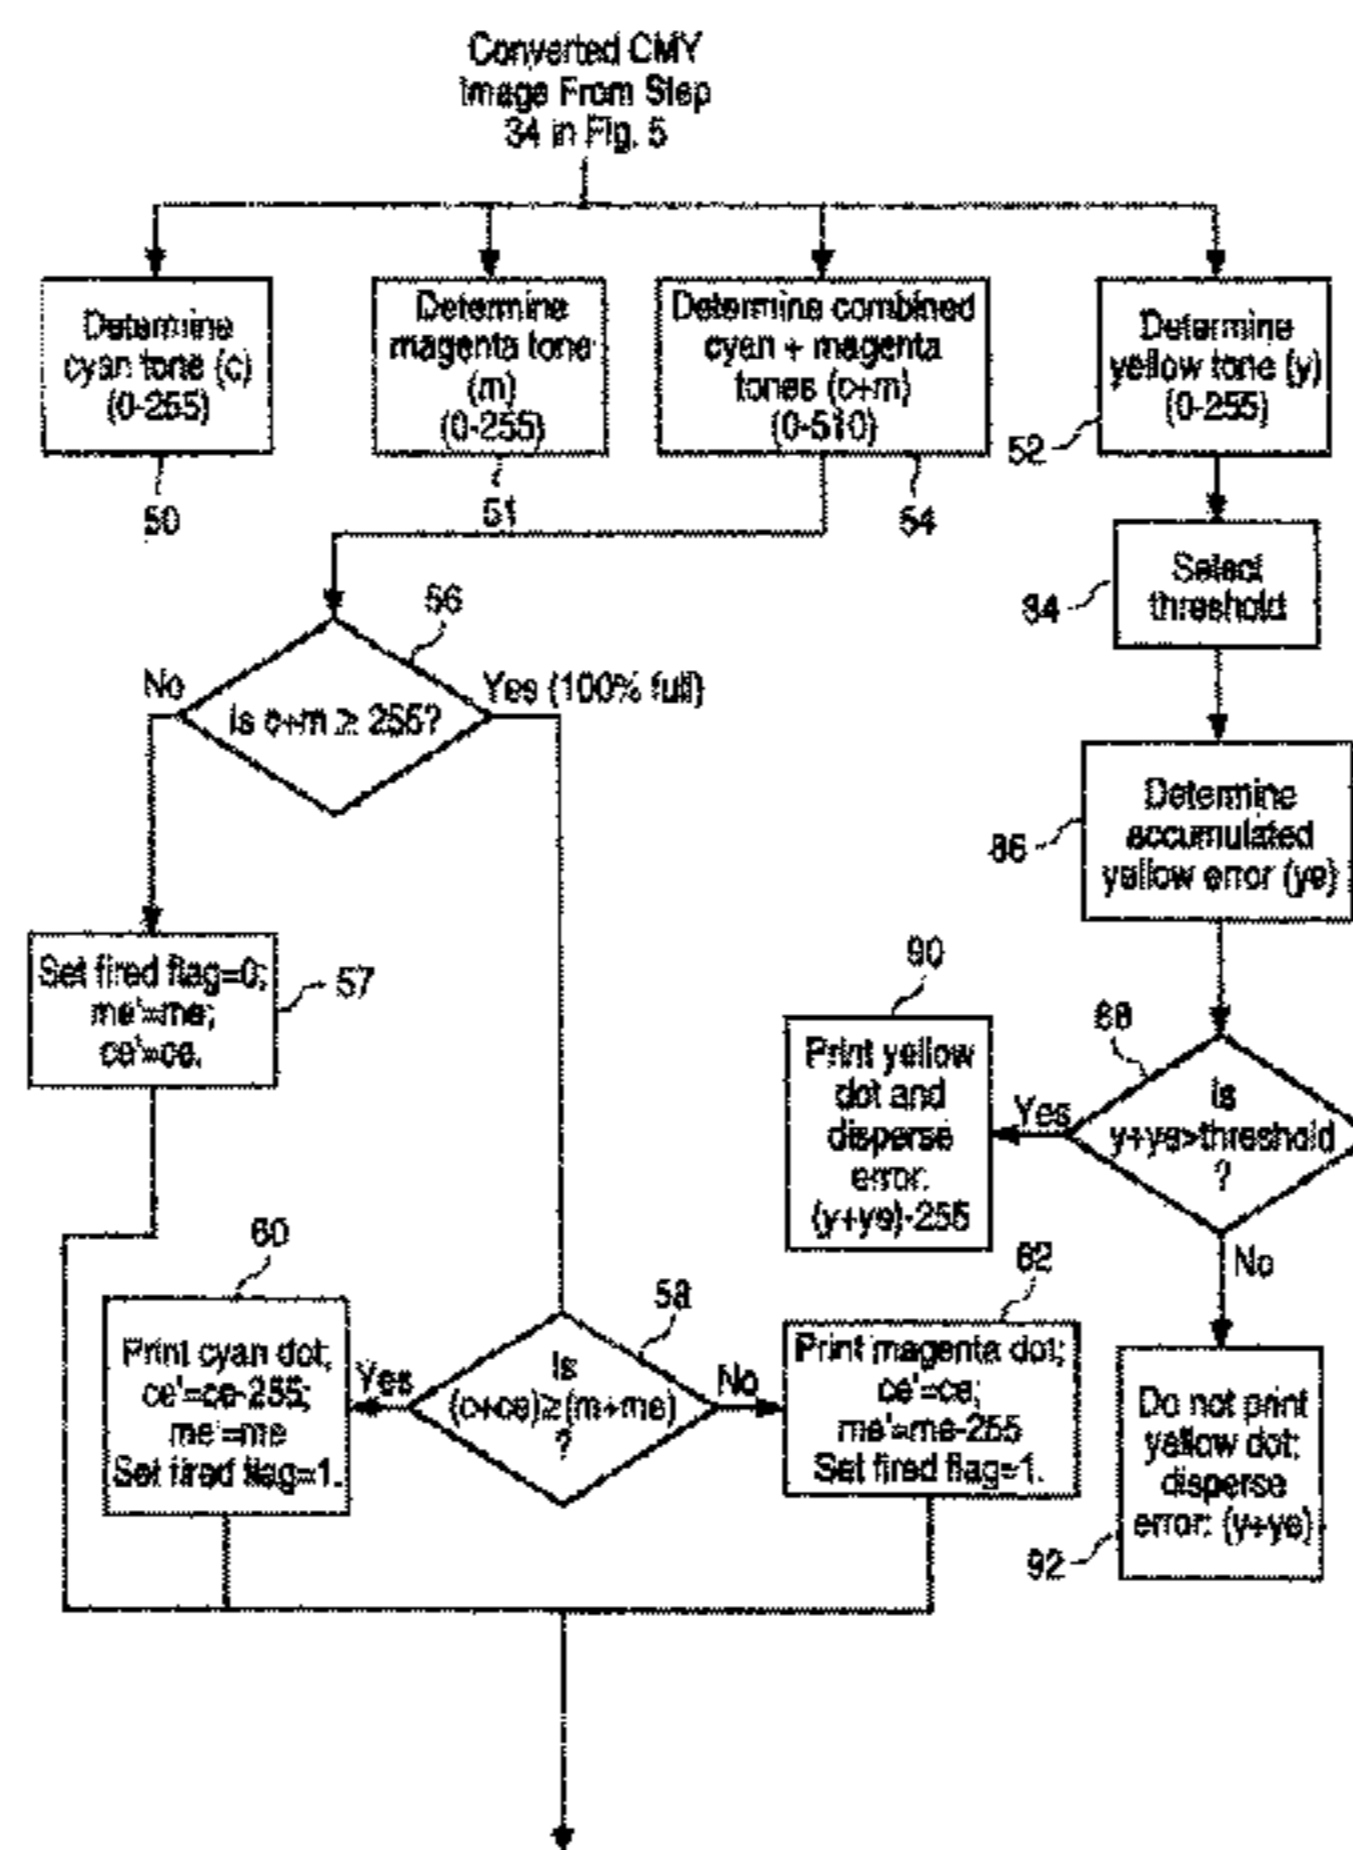 Converted CMY
Image From Step
34 in Fig. 5
Determine
cyan tone (c)
(0-255)
50
Determine
magenta tone
(m)
(0-255)
51
Determine combined
cyan + magenta
tones (c+m)
(0-510)
54
Determine
yellow tone (y)
(0-255)
52
Select
threshold
84
56
No
Is c+m ≥ 255?
Yes (100% full)
Determine
accumulated
yellow error (ye)
86
Set fired flag=0;
me'=me;
ce'=ce.
57
90
Print yellow
dot and
disperse
error:
(y+ye)-255
88
Yes
Is
y+ye>threshold
?
No
60
Print cyan dot;
ce'=ce-255;
me'=me
Set fired flag=1.
58
Yes
Is
(c+ce)≥(m+me)
?
No
62
Print magenta dot;
ce'=ce;
me'=me-255
Set fired flag=1.
Do not print
yellow dot;
disperse
error: (y+ye)
92